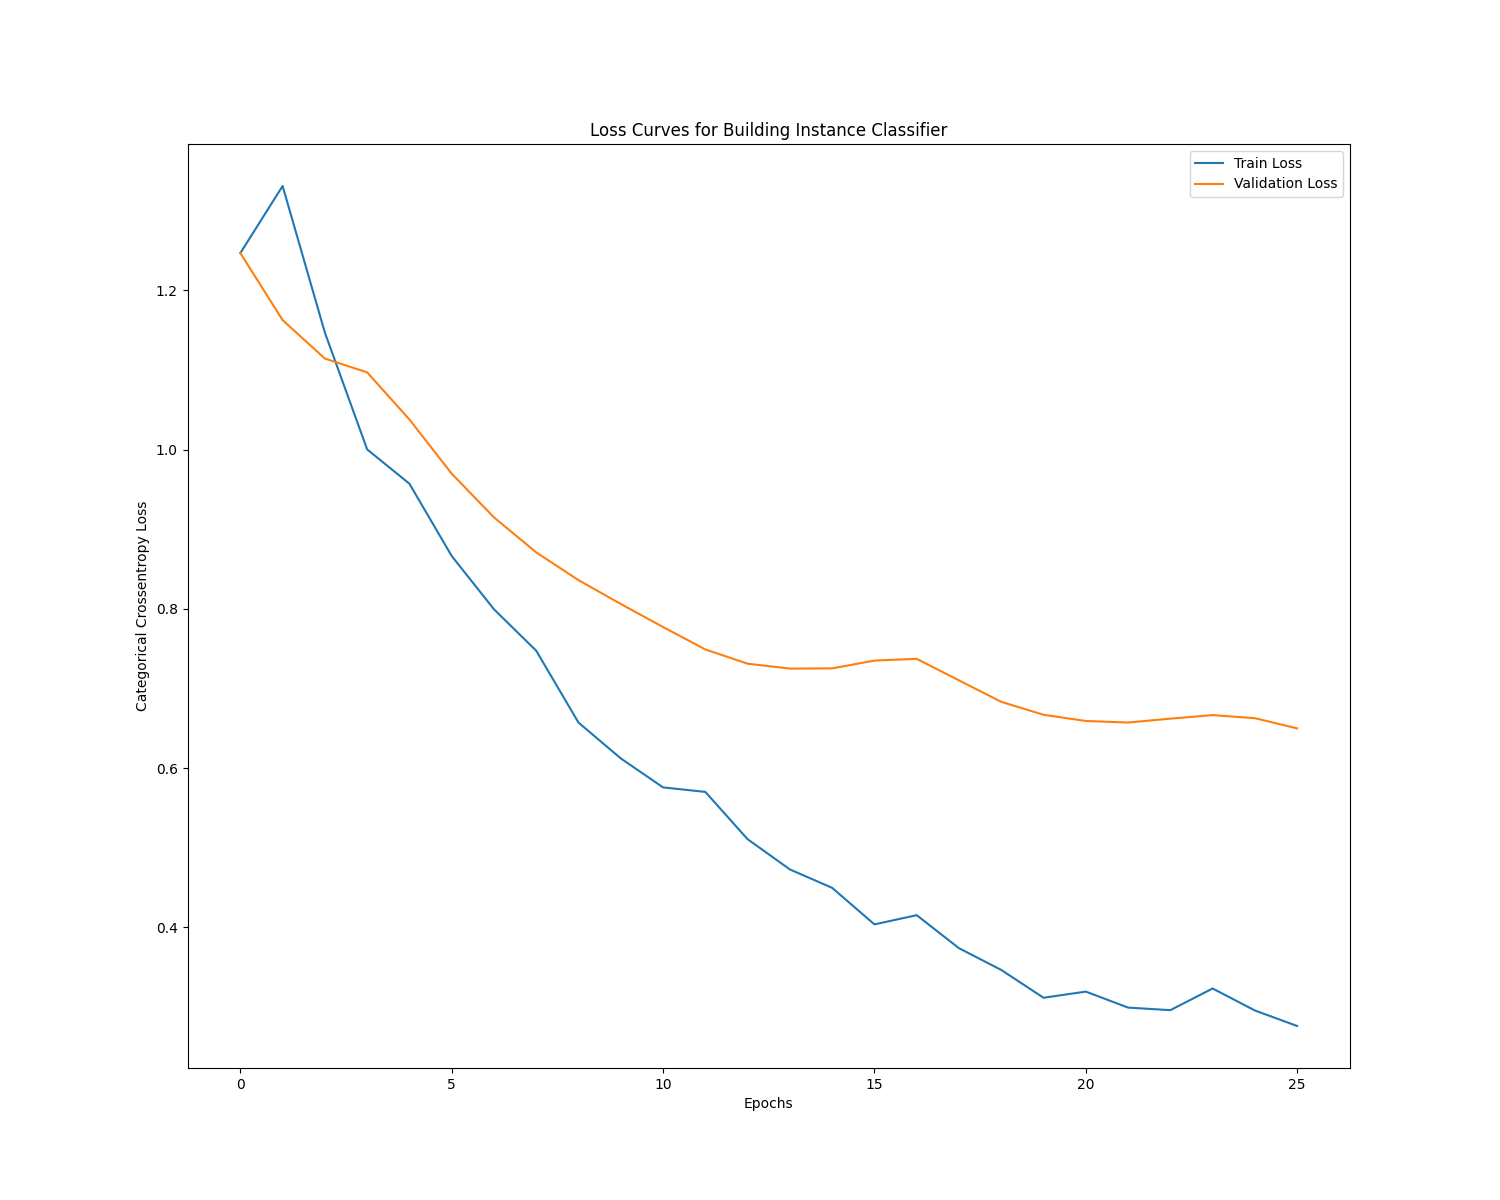 Loss Curves for Building Instance Classifier
Train Loss
Validation Loss
1.2
1.0
0.8
0.6
0.4
Categorical Crossentropy Loss
0 5 10 15 20 25
Epochs